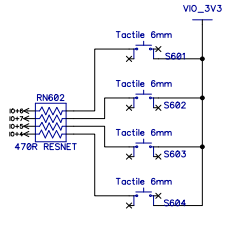 VIO_3V3
Tactile 6mm
S601
Tactile 6mm
S602
RN602
IO+6
IO+7
IO+5
IO+4
470R RESNET
Tactile 6mm
S603
Tactile 6mm
S604